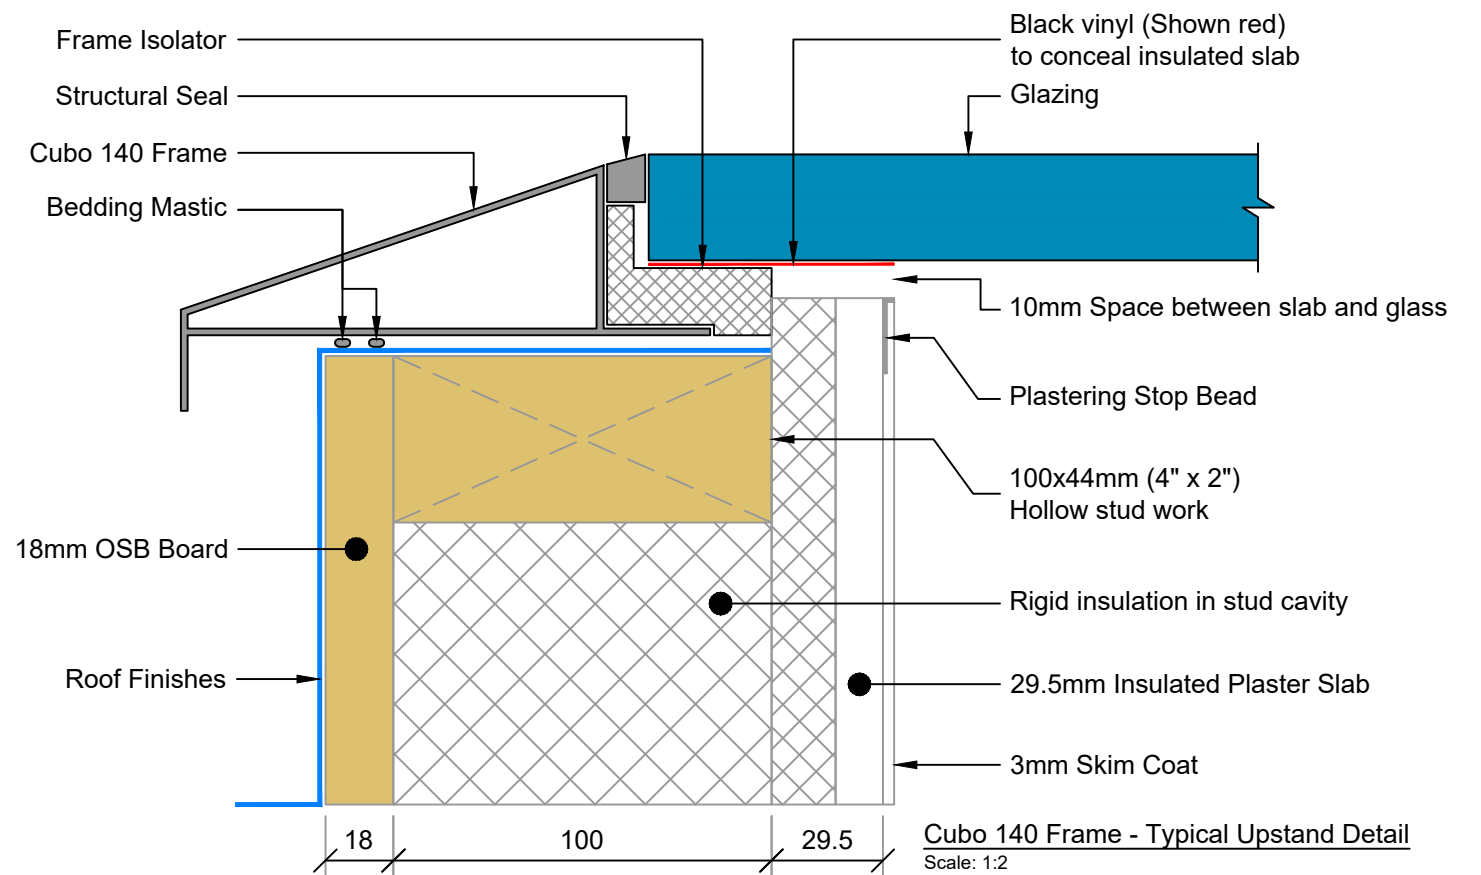 Frame Isolator
Structural Seal
Cubo 140 Frame
Bedding Mastic
18mm OSB Board
Roof Finishes
Black vinyl (Shown red)
to conceal insulated slab
Glazing
10mm Space between slab and glass
Plastering Stop Bead
100x44mm (4" x 2")
Hollow stud work
Rigid insulation in stud cavity
29.5mm Insulated Plaster Slab
3mm Skim Coat
18
100
29.5
Cubo 140 Frame - Typical Upstand Detail
Scale: 1:2